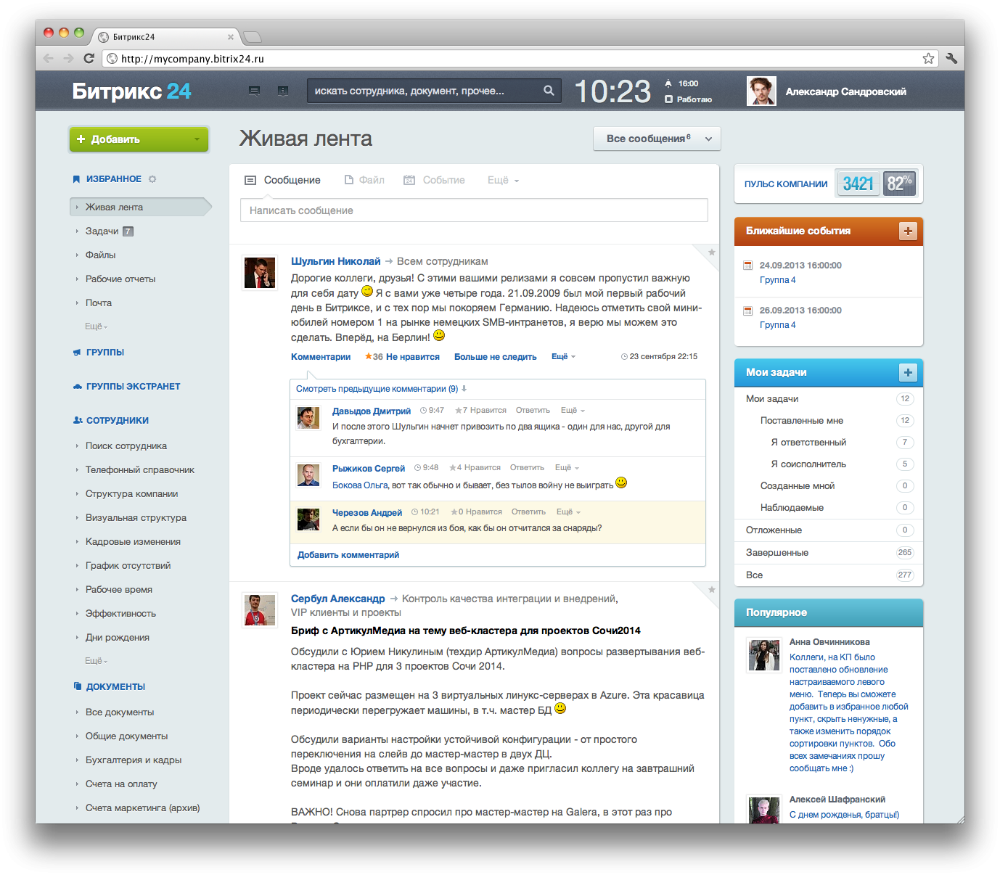 Битрикс24
http://mycompany.bitrix24.ru
Битрикс 24
искать сотрудника, документ, прочее...
10:23
16:00
Работаю
Александр Сандровский
Добавить
ИЗБРАННОЕ
Живая лента
Задачи 7
Файлы
Рабочие отчеты
Почта
Ещё
ГРУППЫ
ГРУППЫ ЭКСТРАНЕТ
СОТРУДНИКИ
Поиск сотрудника
Телефонный справочник
Структура компании
Визуальная структура
Кадровые изменения
График отсутствий
Рабочее время
Эффективность
Дни рождения
Ещё
ДОКУМЕНТЫ
Все документы
Общие документы
Бухгалтерия и кадры
Счета на оплату
Счета маркетинга (архив)
Живая лента
Все сообщения 6
Сообщение Файл 24 Событие Ещё
Написать сообщение
Шульгин Николай → Всем сотрудникам
Дорогие коллеги, друзья! С этими вашими релизами я совсем пропустил важную
для себя дату Я с вами уже четыре года. 21.09.2009 был мой первый рабочий
день в Битриксе, и с тех пор мы покоряем Германию. Надеюсь отметить свой мини-
юбилей номером 1 на рынке немецких SMB-интранетов, я верю мы можем это
сделать. Вперёд, на Берлин!
Комментарии 36 Не нравится Больше не следить Ещё 23 сентября 22:15
Смотреть предыдущие комментарии (9)
Давыдов Дмитрий 9:47 7 Нравится Ответить Ещё
И после этого Шульгин начнет привозить по два ящика - один для нас, другой для
бухгалтерии.
Рыжиков Сергей 9:48 4 Нравится Ответить Ещё
Бокова Ольга, вот так обычно и бывает, без тылов войну не выиграть
Черезов Андрей 10:21 0 Нравится Ответить Ещё
А если бы он не вернулся из боя, как бы он отчитался за снаряды?
Добавить комментарий
Сербул Александр → Контроль качества интеграции и внедрений,
VIP клиенты и проекты
Бриф с АртикулМедиа на тему веб-кластера для проектов Сочи2014
Обсудили с Юрием Никулиным (техдир АртикулМедиа) вопросы развертывания веб-
кластера на PHP для 3 проектов Сочи 2014.
Проект сейчас размещен на 3 виртуальных линукс-серверах в Azure. Эта красавица
периодически перегружает машины, в т.ч. мастер БД
Обсудили варианты настройки устойчивой конфигурации - от простого
переключения на слейв до мастер-мастер в двух ДЦ.
Вроде удалось ответить на все вопросы и даже пригласил коллегу на завтрашний
семинар и они оплатили даже участие.
ВАЖНО! Снова партрер спросил про мастер-мастер на Galera, в этот раз про
ПУЛЬС КОМПАНИИ 3421 82%
Ближайшие события
24.09.2013 16:00:00
Группа 4
26.09.2013 16:00:00
Группа 4
Мои задачи
Мои задачи 12
Поставленные мне 12
Я ответственный 7
Я соисполнитель 5
Созданные мной 0
Наблюдаемые 0
Отложенные 0
Завершенные 265
Все 277
Популярное
Анна Овчинникова
Коллеги, на КП было
поставлено обновление
настраиваемого левого
меню. Теперь вы сможете
добавить в избранное любой
пункт, скрыть ненужные, а
также изменить порядок
сортировки пунктов. Обо
всех замечаниях прошу
сообщать мне :)
Алексей Шафранский
С днем рожденья, братцы!)